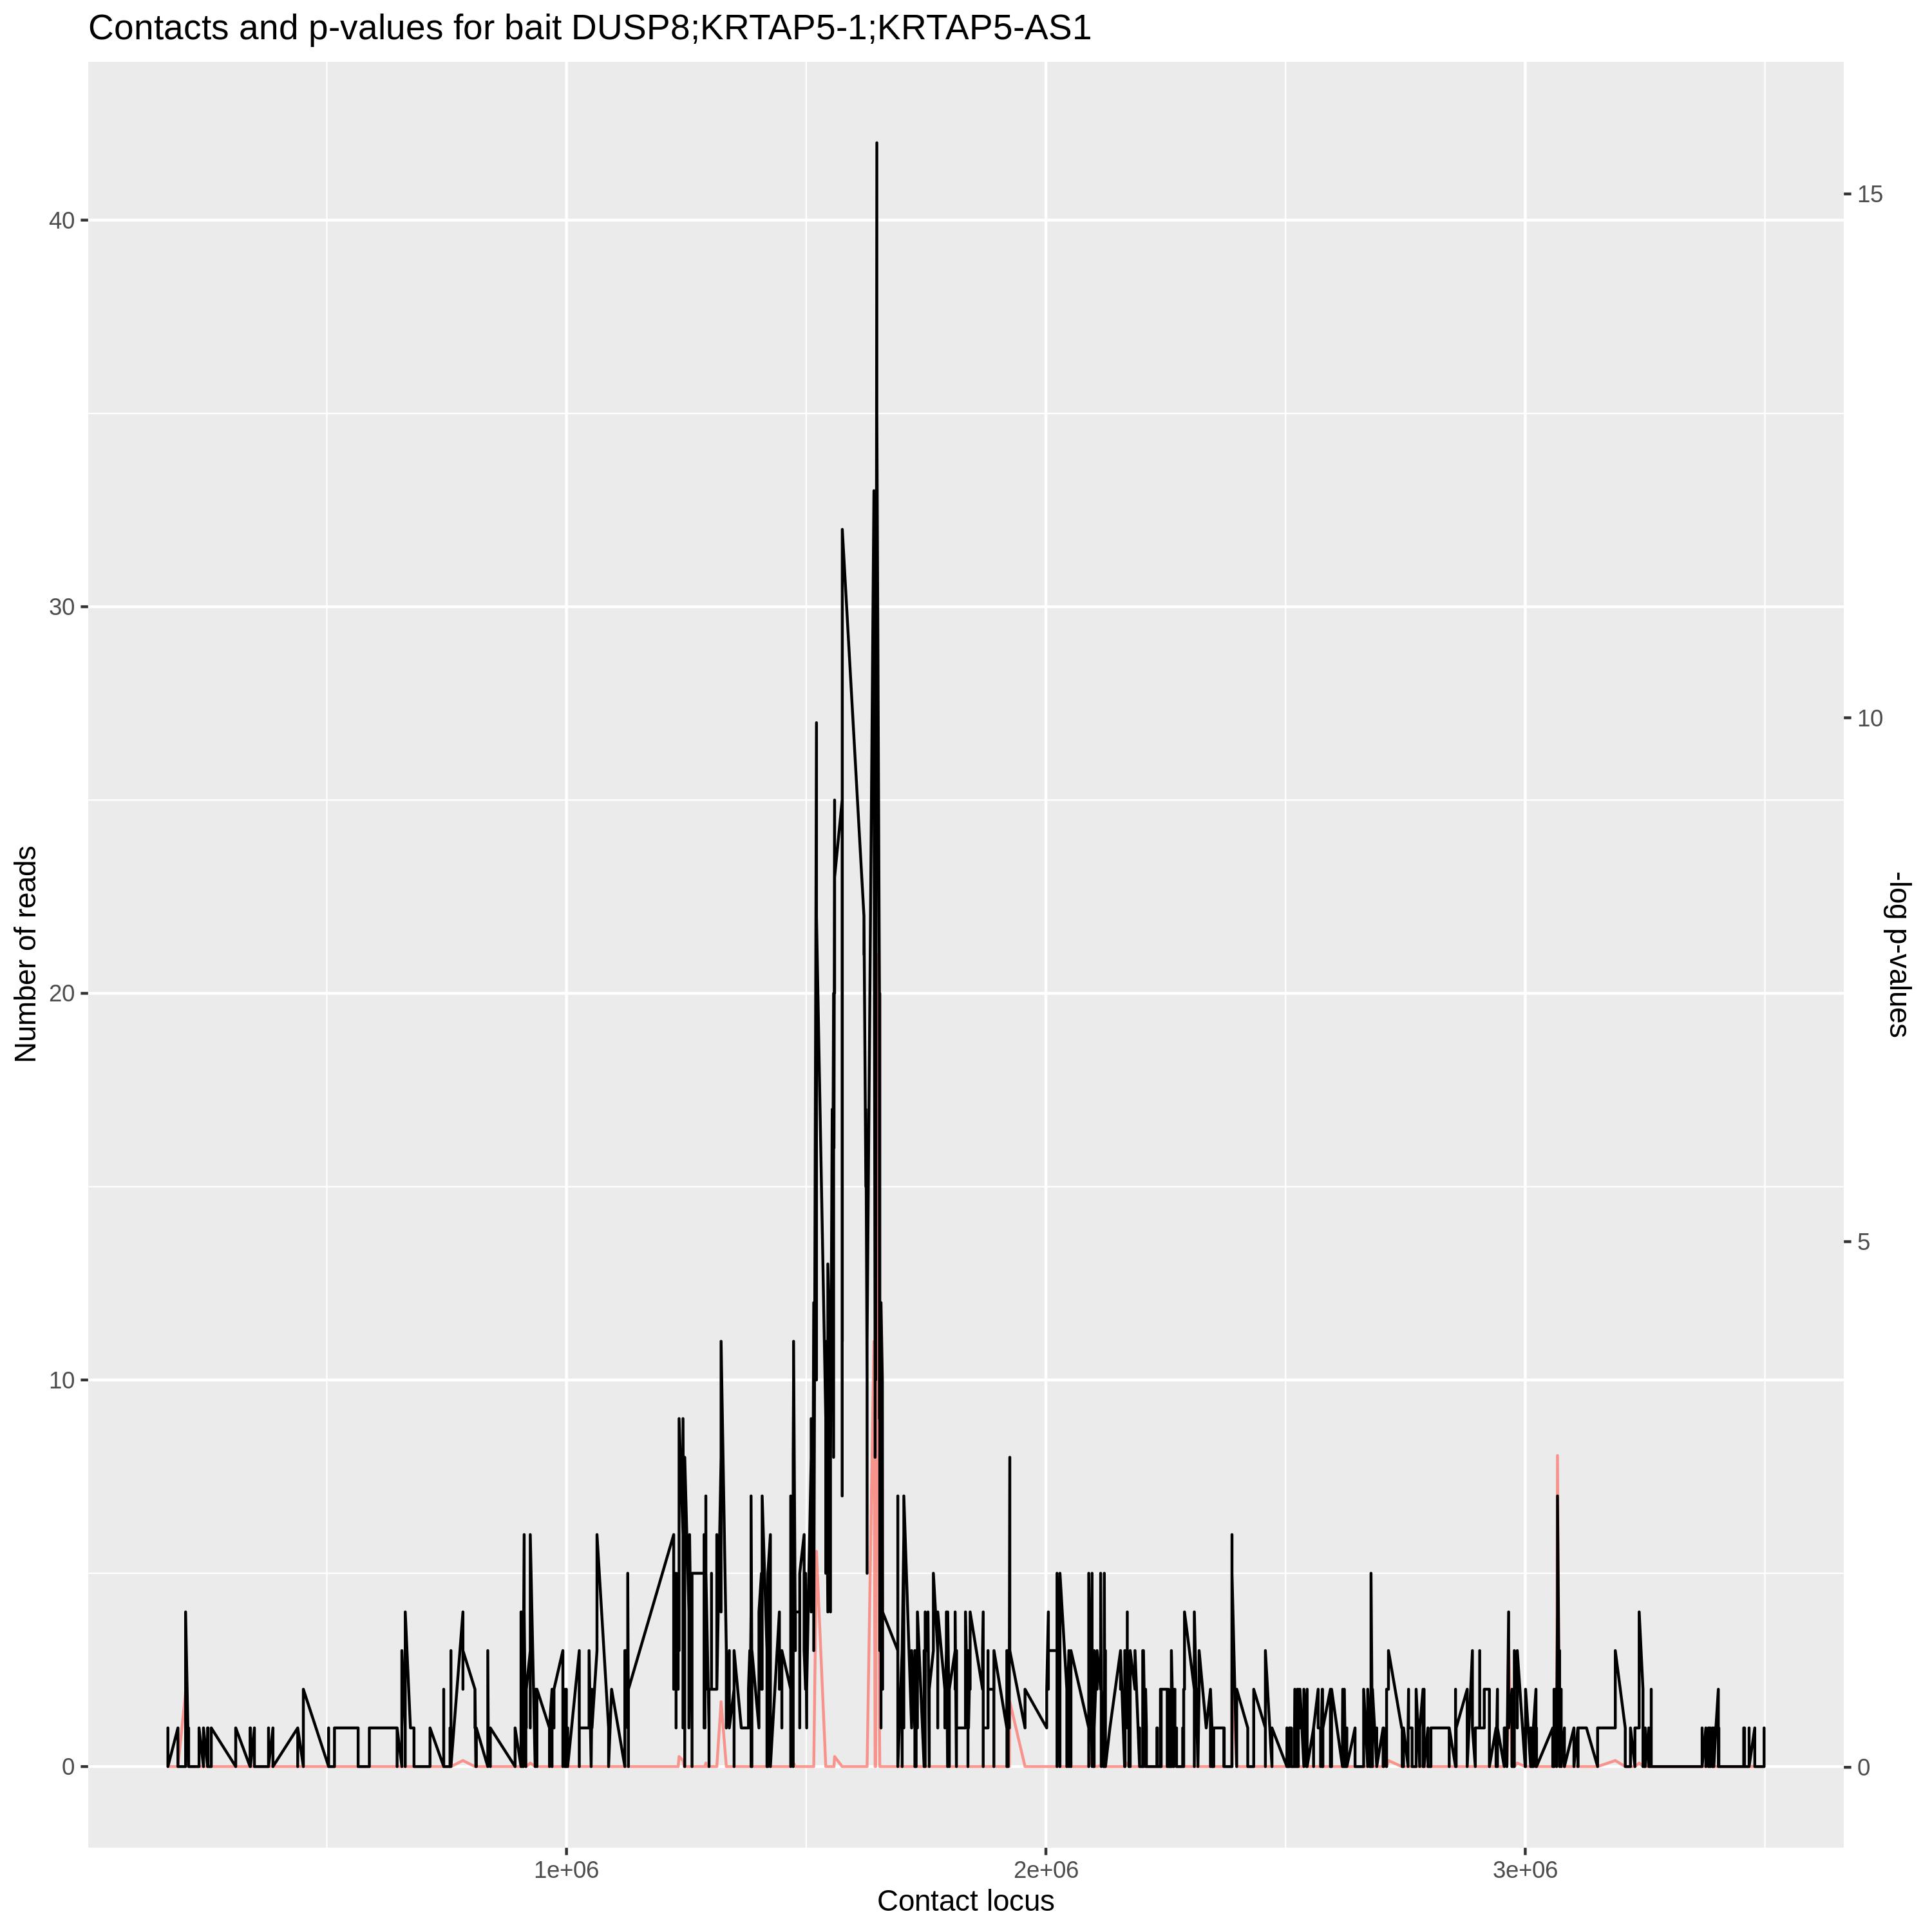 Contacts and p-values for bait DUSP8;KRTAP5-1;KRTAP5-AS1
Number of reads
40
30
20
10
0
15
10
5
0
-log p-values
1e+06
2e+06
3e+06
Contact locus